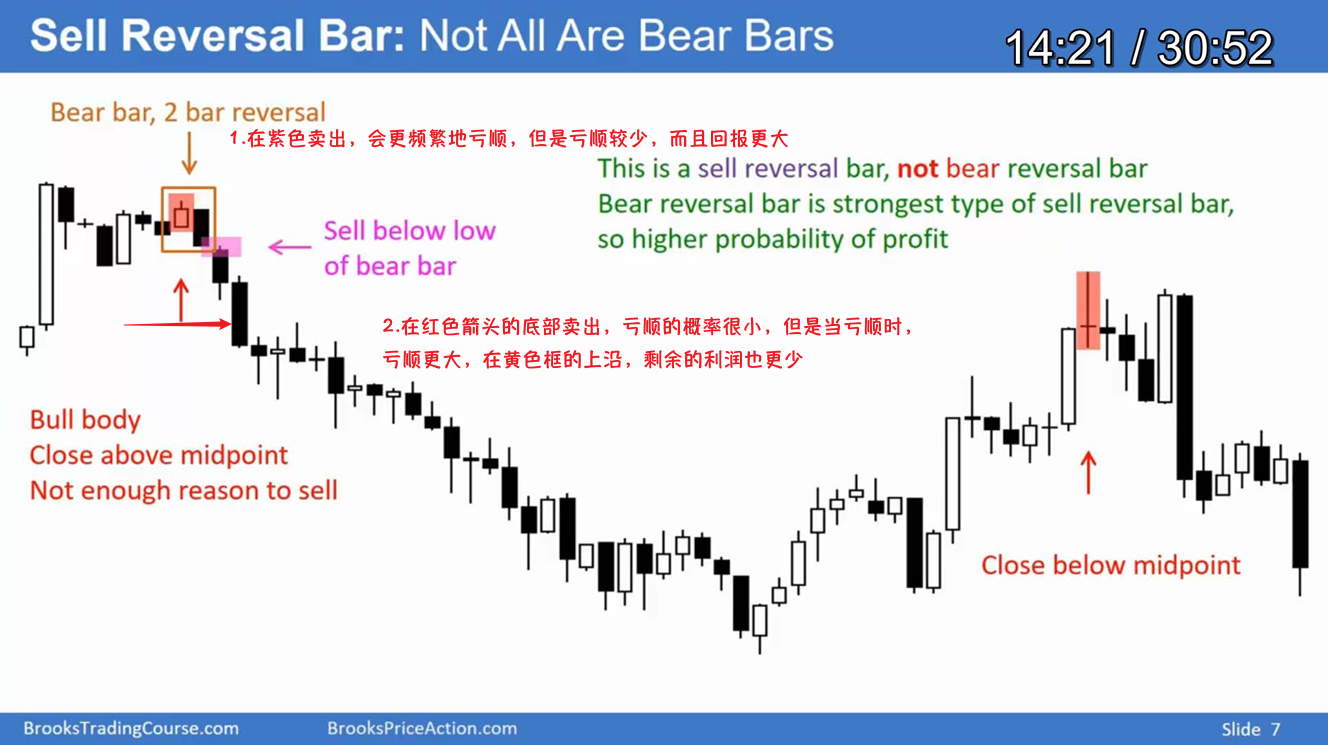 Sell Reversal Bar: Not All Are Bear Bars
14:21 / 30:52
Bear bar, 2 bar reversal
1.在紫色卖出，会更频繁地亏顺，但是亏顺较少，而且回报更大
This is a sell reversal bar, not bear reversal bar
Bear reversal bar is strongest type of sell reversal bar,
so higher probability of profit
Sell below low
of bear bar
2.在红色箭头的底部卖出，亏顺的概率很小，但是当亏顺时，
亏顺更大，在黄色框的上沿，剩余的利润也更少
Bull body
Close above midpoint
Not enough reason to sell
Close below midpoint
BrooksTradingCourse.com
BrooksPriceAction.com
Slide 7